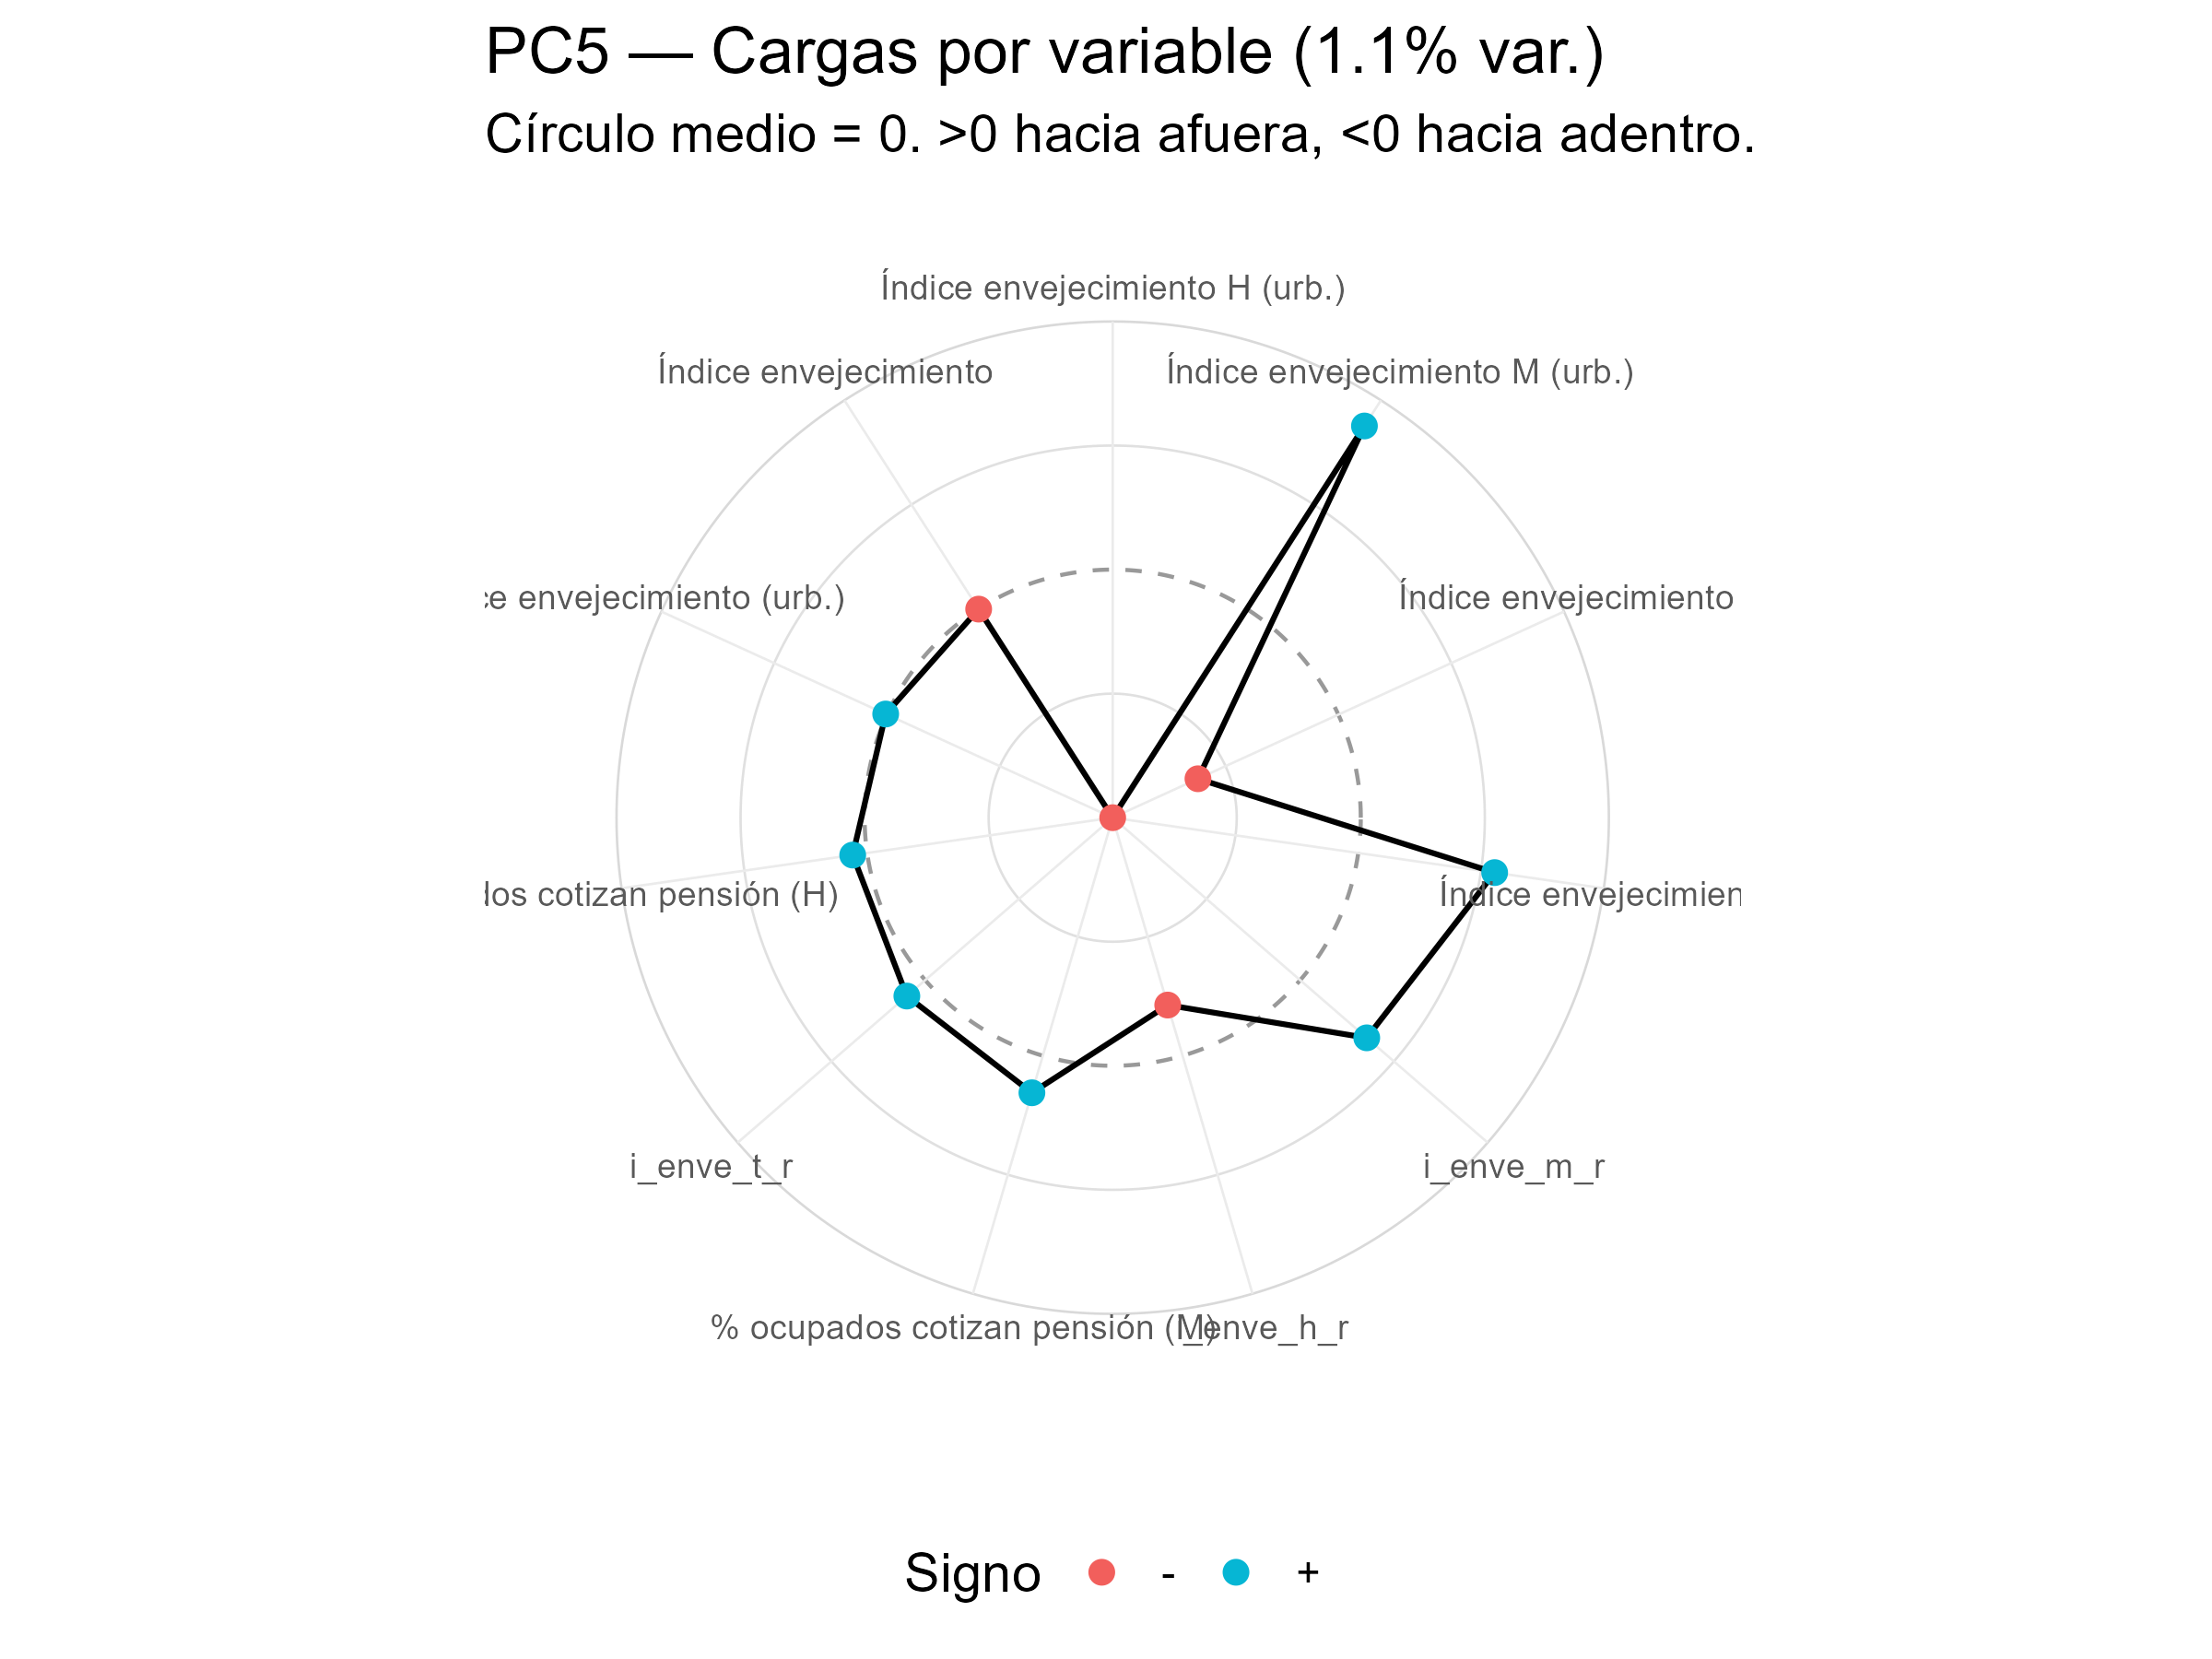 PC5 — Cargas por variable (1.1% var.)
Círculo medio = 0. >0 hacia afuera, <0 hacia adentro.
Índice envejecimiento H (urb.)
Índice envejecimiento
Índice envejecimiento M (urb.)
envejecimiento (urb.)
Índice envejecimiento
cotizan pensión (H)
Índice envejecimien
i_enve_t_r
i_enve_m_r
% ocupados cotizan pensión (M)
i_enve_h_r
Signo - +